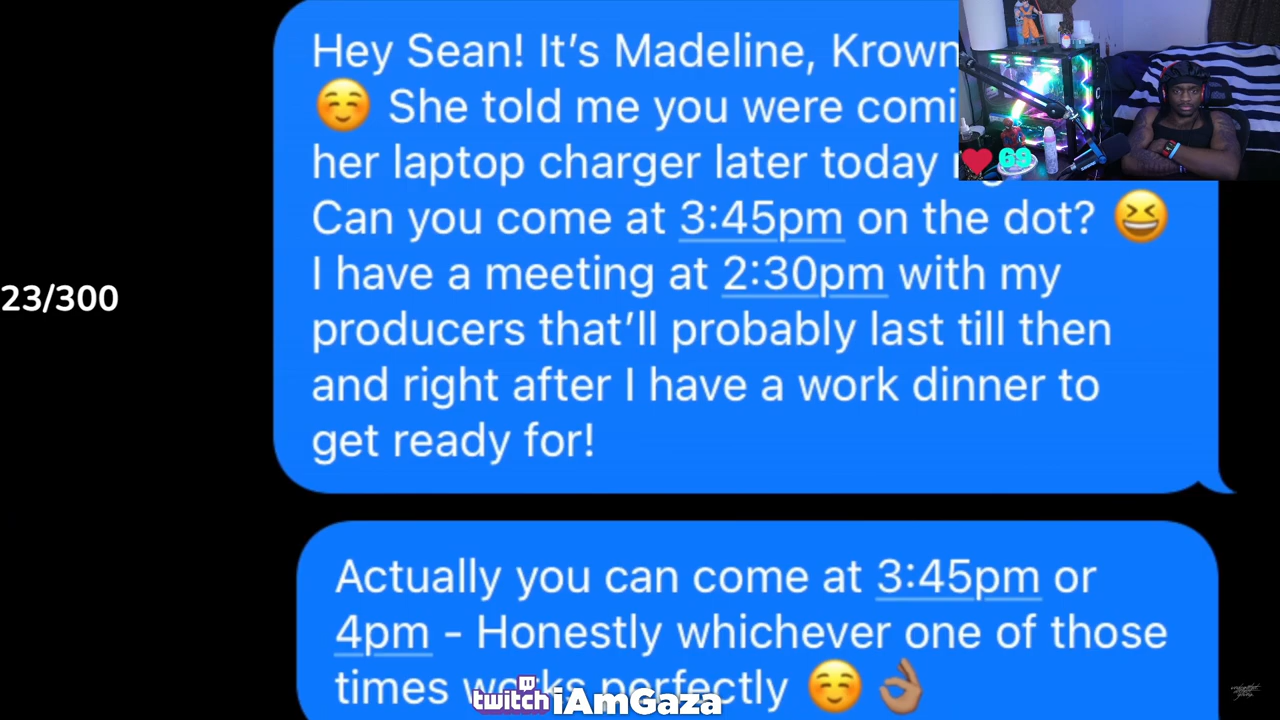 Hey Sean! It's Madeline, Krown
☺️ She told me you were comi
her laptop charger later today
Can you come at 3:45pm on the dot? 😆
I have a meeting at 2:30pm with my
producers that'll probably last till then
and right after I have a work dinner to
get ready for!
69
23/300
Actually you can come at 3:45pm or
4pm - Honestly whichever one of those
times works perfectly ☺️ 👌🏽
twitch iAmGaza